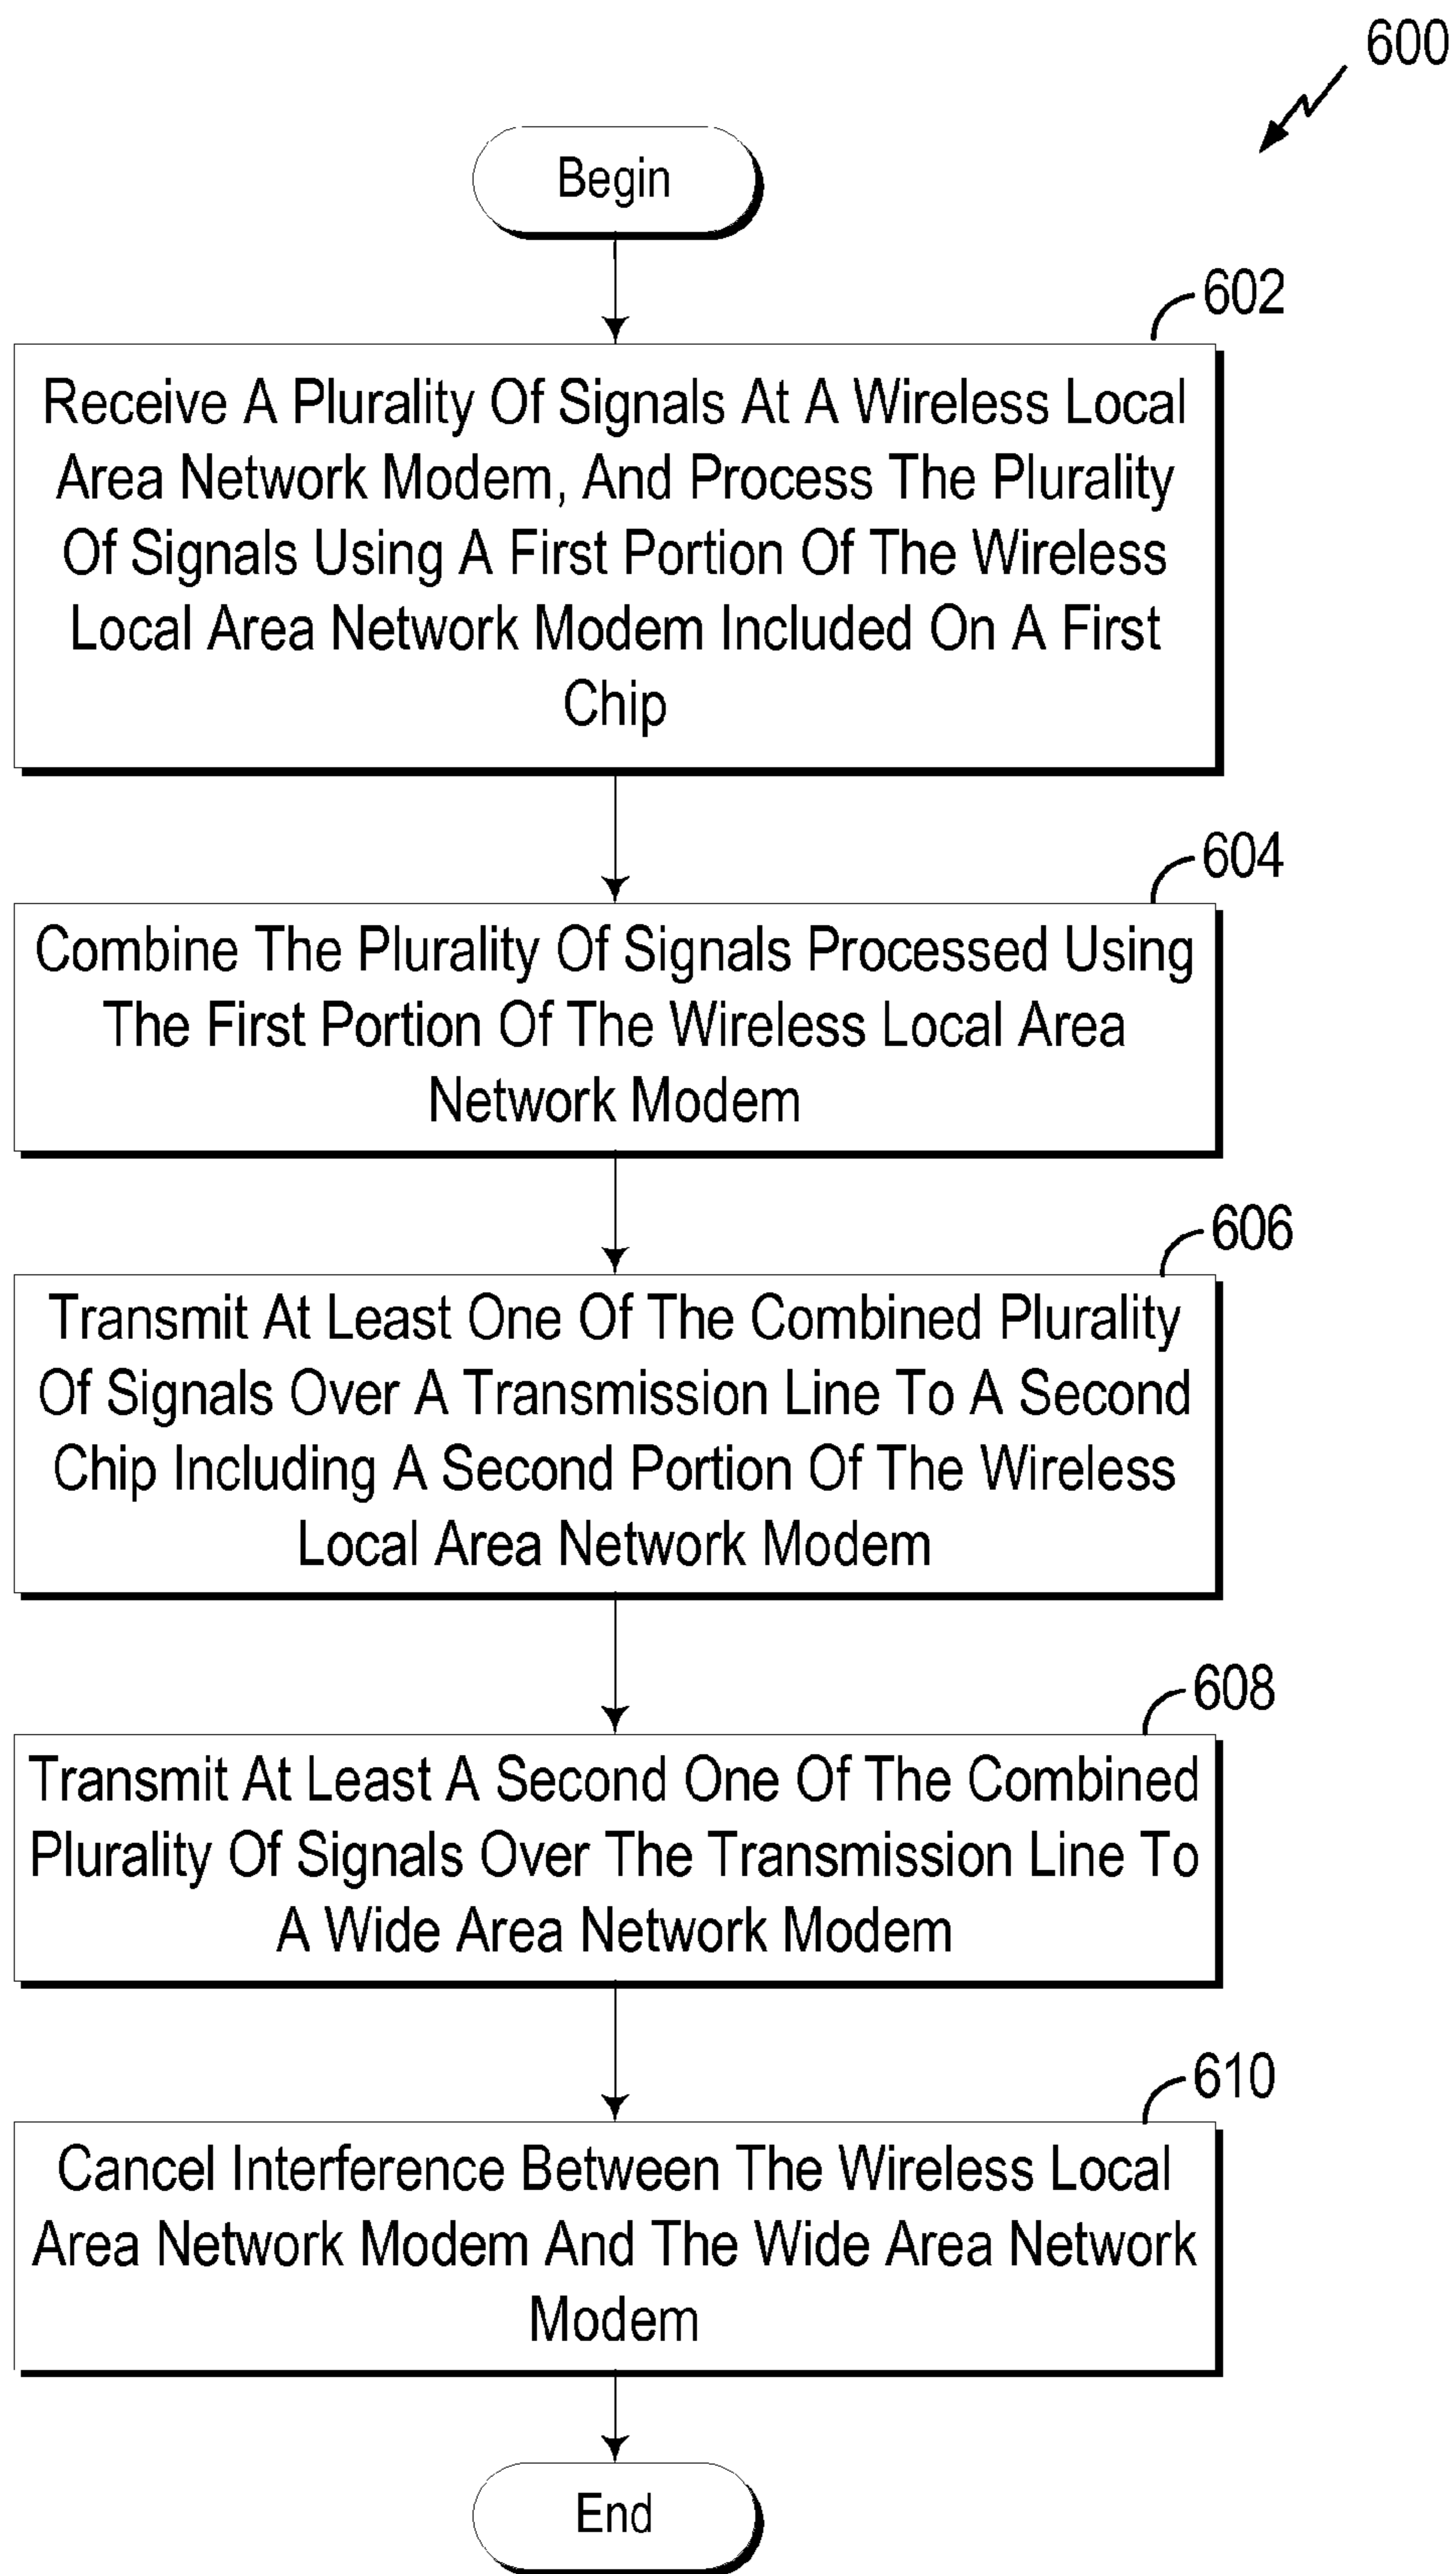 600
Begin
602
Receive A Plurality Of Signals At A Wireless Local
Area Network Modem, And Process The Plurality
Of Signals Using A First Portion Of The Wireless
Local Area Network Modem Included On A First
Chip
604
Combine The Plurality Of Signals Processed Using
The First Portion Of The Wireless Local Area
Network Modem
606
Transmit At Least One Of The Combined Plurality
Of Signals Over A Transmission Line To A Second
Chip Including A Second Portion Of The Wireless
Local Area Network Modem
608
Transmit At Least A Second One Of The Combined
Plurality Of Signals Over The Transmission Line To
A Wide Area Network Modem
610
Cancel Interference Between The Wireless Local
Area Network Modem And The Wide Area Network
Modem
End